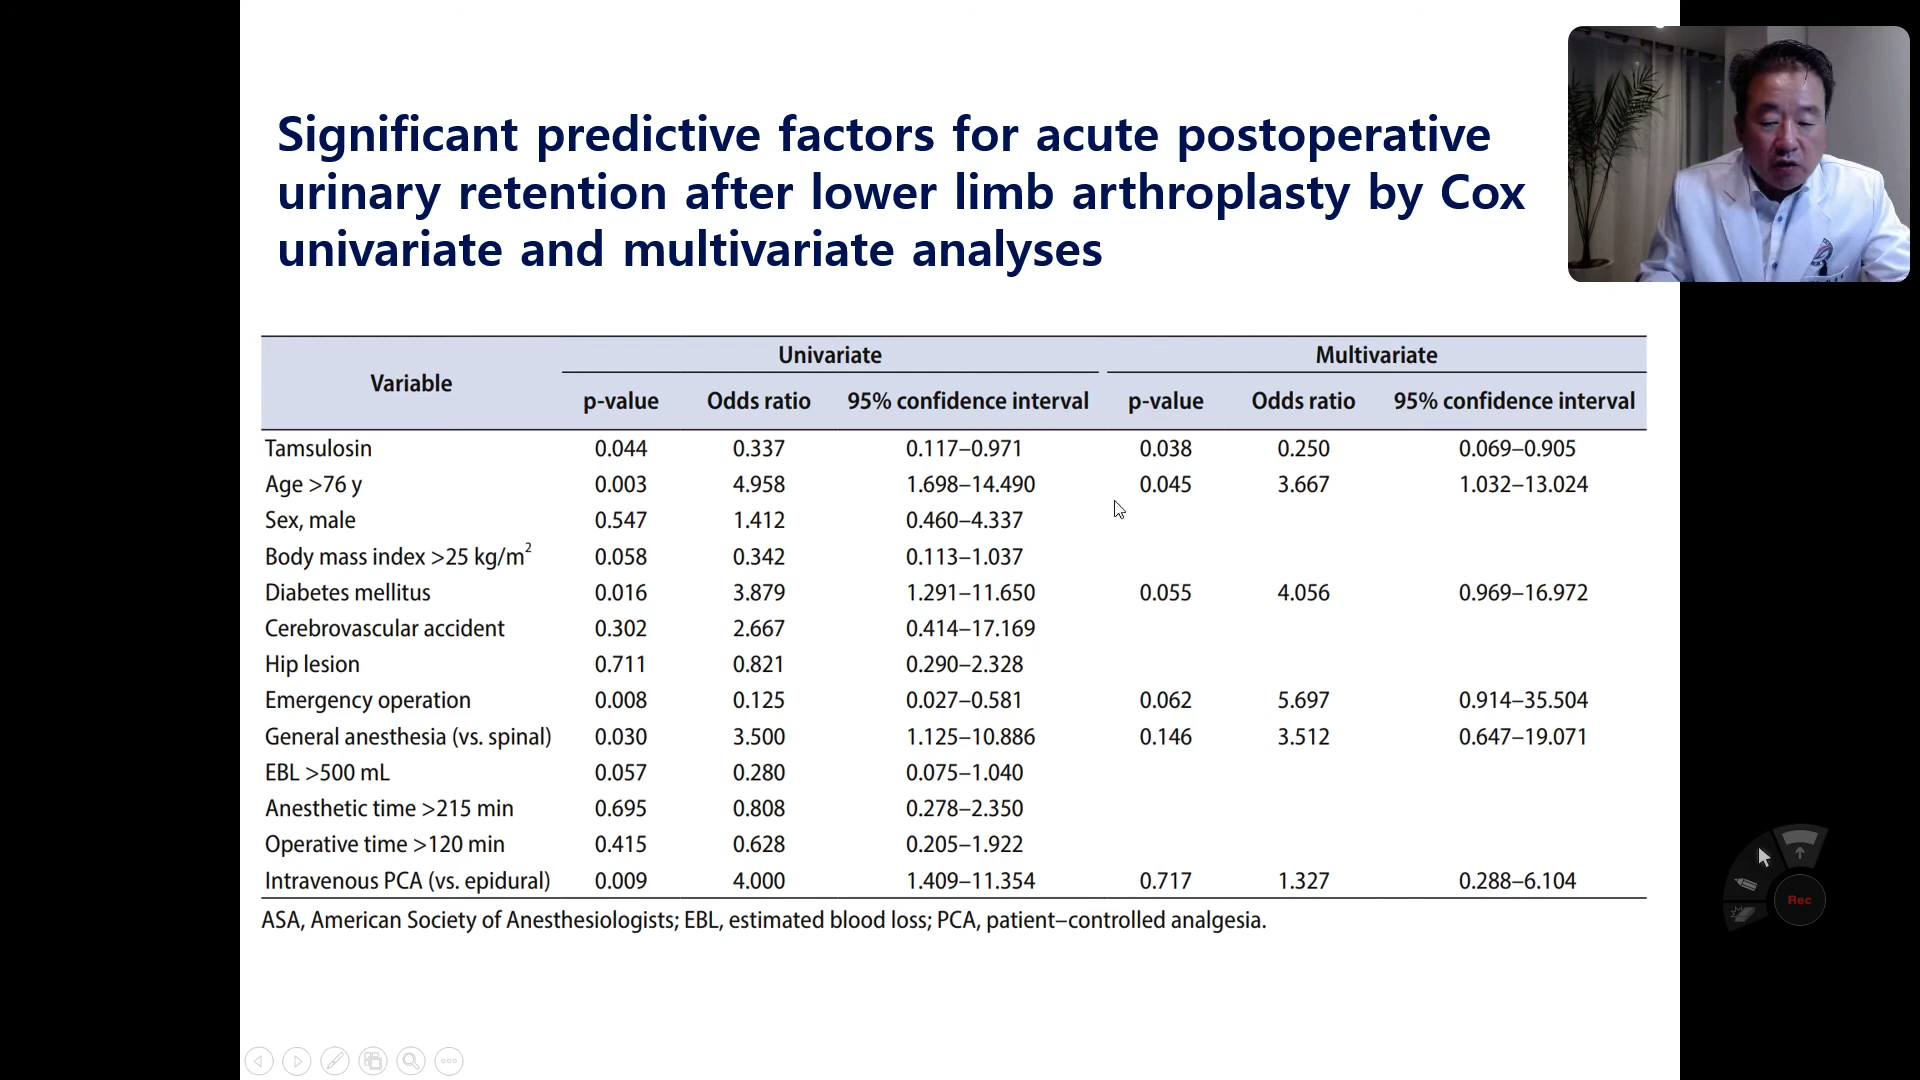 Significant predictive factors for acute postoperative
urinary retention after lower limb arthroplasty by Cox
univariate and multivariate analyses
Variable Univariate Multivariate
p-value Odds ratio 95% confidence interval p-value Odds ratio 95% confidence interval
Tamsulosin 0.044 0.337 0.117–0.971 0.038 0.250 0.069–0.905
Age >76 y 0.003 4.958 1.698–14.490 0.045 3.667 1.032–13.024
Sex, male 0.547 1.412 0.460–4.337
Body mass index >25 kg/m² 0.058 0.342 0.113–1.037
Diabetes mellitus 0.016 3.879 1.291–11.650 0.055 4.056 0.969–16.972
Cerebrovascular accident 0.302 2.667 0.414–17.169
Hip lesion 0.711 0.821 0.290–2.328
Emergency operation 0.008 0.125 0.027–0.581 0.062 5.697 0.914–35.504
General anesthesia (vs. spinal) 0.030 3.500 1.125–10.886 0.146 3.512 0.647–19.071
EBL >500 mL 0.057 0.280 0.075–1.040
Anesthetic time >215 min 0.695 0.808 0.278–2.350
Operative time >120 min 0.415 0.628 0.205–1.922
Intravenous PCA (vs. epidural) 0.009 4.000 1.409–11.354 0.717 1.327 0.288–6.104
ASA, American Society of Anesthesiologists; EBL, estimated blood loss; PCA, patient–controlled analgesia.
Rec